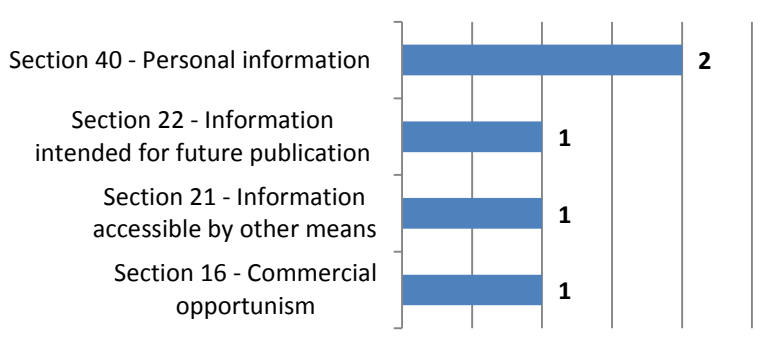 Section 40 - Personal information
2
Section 22 - Information
intended for future publication
1
Section 21 - Information
accessible by other means
1
Section 16 - Commercial
opportunism
1